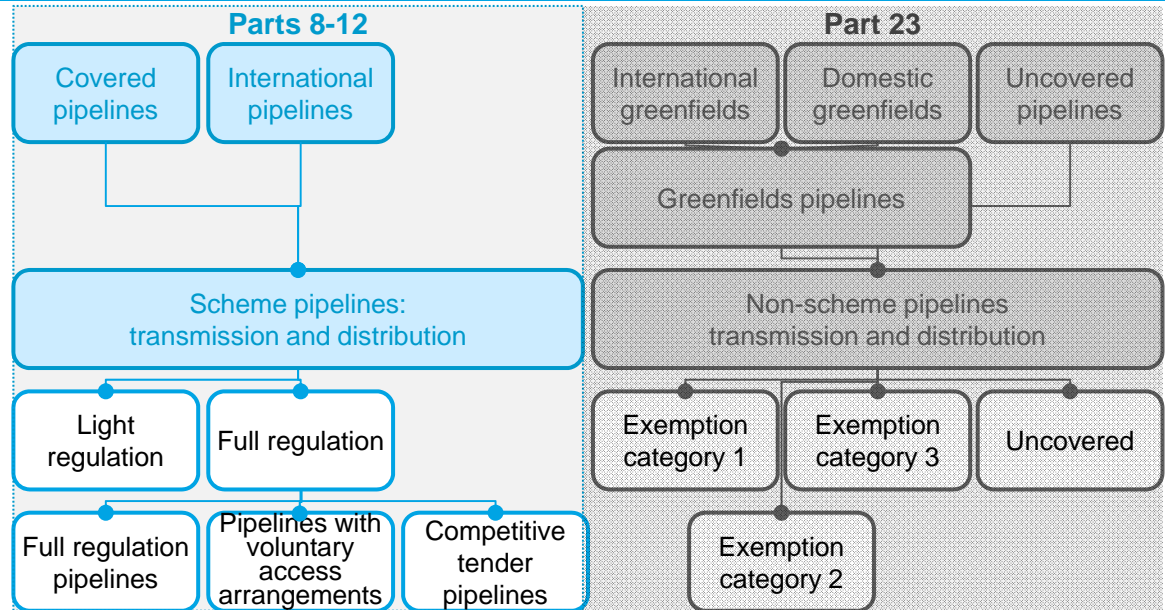 Parts 8-12
Part 23
Covered
pipelines
International
pipelines
International
greenfields
Domestic
greenfields
Uncovered
pipelines
Greenfields pipelines
Scheme pipelines:
transmission and distribution
Non-scheme pipelines
transmission and distribution
Light
regulation
Full regulation
Exemption
category 1
Exemption
category 3
Uncovered
Full regulation
pipelines
Pipelines with
voluntary
access
arrangements
Competitive
tender
pipelines
Exemption
category 2